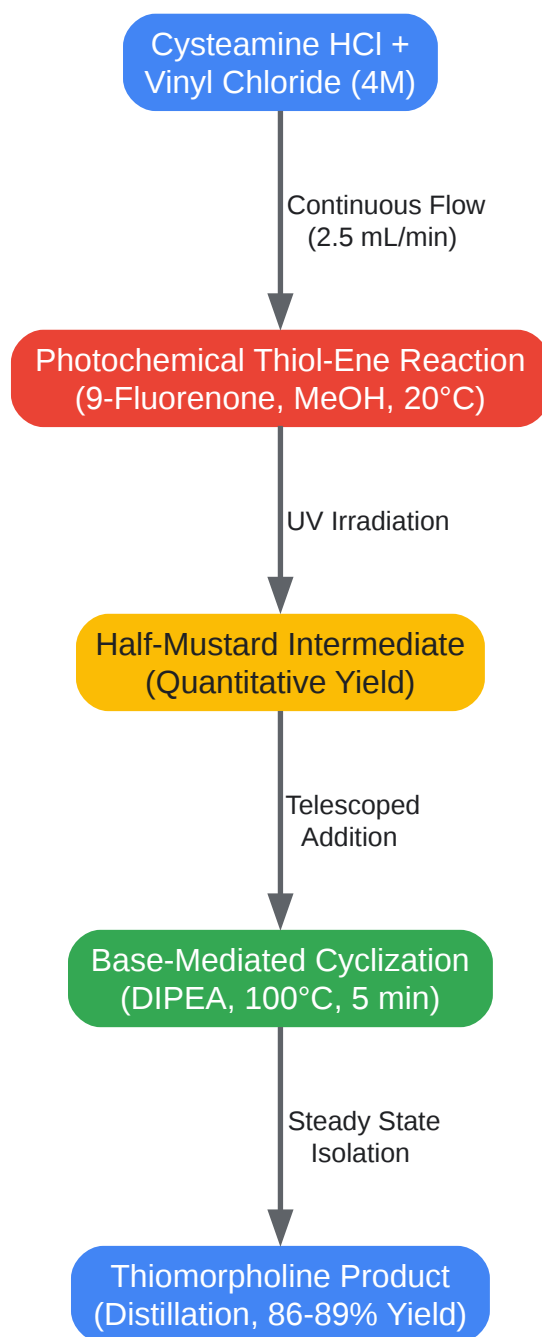 Cysteamine HCl +
Vinyl Chloride (4M)
Continuous Flow
(2.5 mL/min)
Photochemical Thiol-Ene Reaction
(9-Fluorenone, MeOH, 20°C)
UV Irradiation
Half-Mustard Intermediate
(Quantitative Yield)
Telescoped
Addition
Base-Mediated Cyclization
(DIPEA, 100°C, 5 min)
Steady State
Isolation
Thiomorpholine Product
(Distillation, 86-89% Yield)